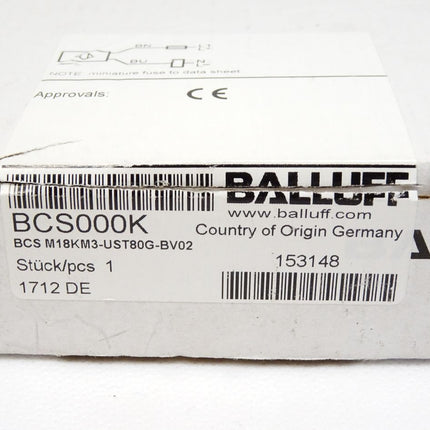 BN
BU
NOTE: miniature fuse to data sheet
Approvals: CE
BALLUFF
www.balluff.com
BCS000K
BCS M18KM3-UST80G-BV02
Country of Origin Germany
Stück/pcs 1
153148
1712 DE